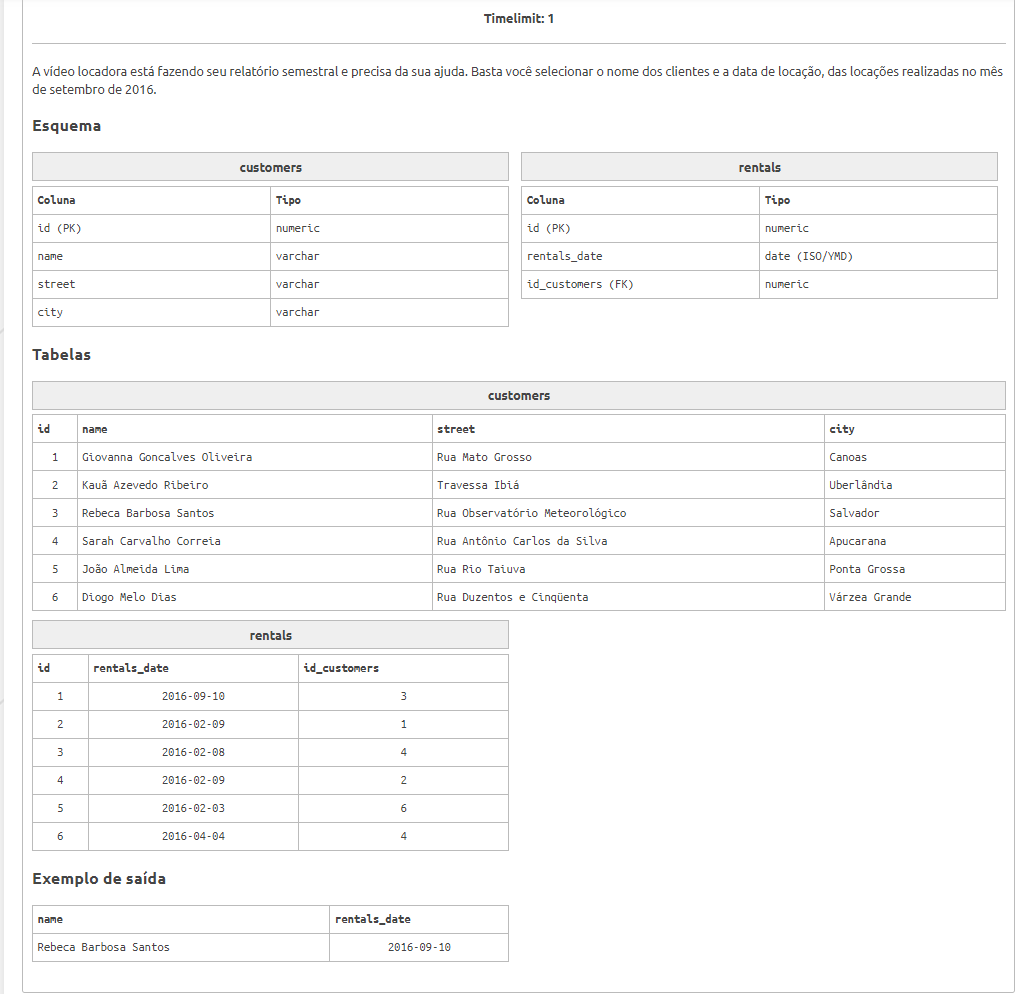 Timelimit: 1
A vídeo locadora está fazendo seu relatório semestral e precisa da sua ajuda. Basta você selecionar o nome dos clientes e a data de locação, das locações realizadas no mês
de setembro de 2016.
Esquema
customers
Coluna Tipo
id (PK) numeric
name varchar
street varchar
city varchar
rentals
Coluna Tipo
id (PK) numeric
rentals_date date (ISO/YMD)
id_customers (FK) numeric
Tabelas
customers
id name street city
1 Giovanna Goncalves Oliveira Rua Mato Grosso Canoas
2 Kauã Azevedo Ribeiro Travessa Ibiá Uberlândia
3 Rebeca Barbosa Santos Rua Observatório Meteorológico Salvador
4 Sarah Carvalho Correia Rua Antônio Carlos da Silva Apucarana
5 João Almeida Lima Rua Rio Taiuva Ponta Grossa
6 Diogo Melo Dias Rua Duzentos e Cinqüenta Várzea Grande
rentals
id rentals_date id_customers
1 2016-09-10 3
2 2016-02-09 1
3 2016-02-08 4
4 2016-02-09 2
5 2016-02-03 6
6 2016-04-04 4
Exemplo de saída
name rentals_date
Rebeca Barbosa Santos 2016-09-10